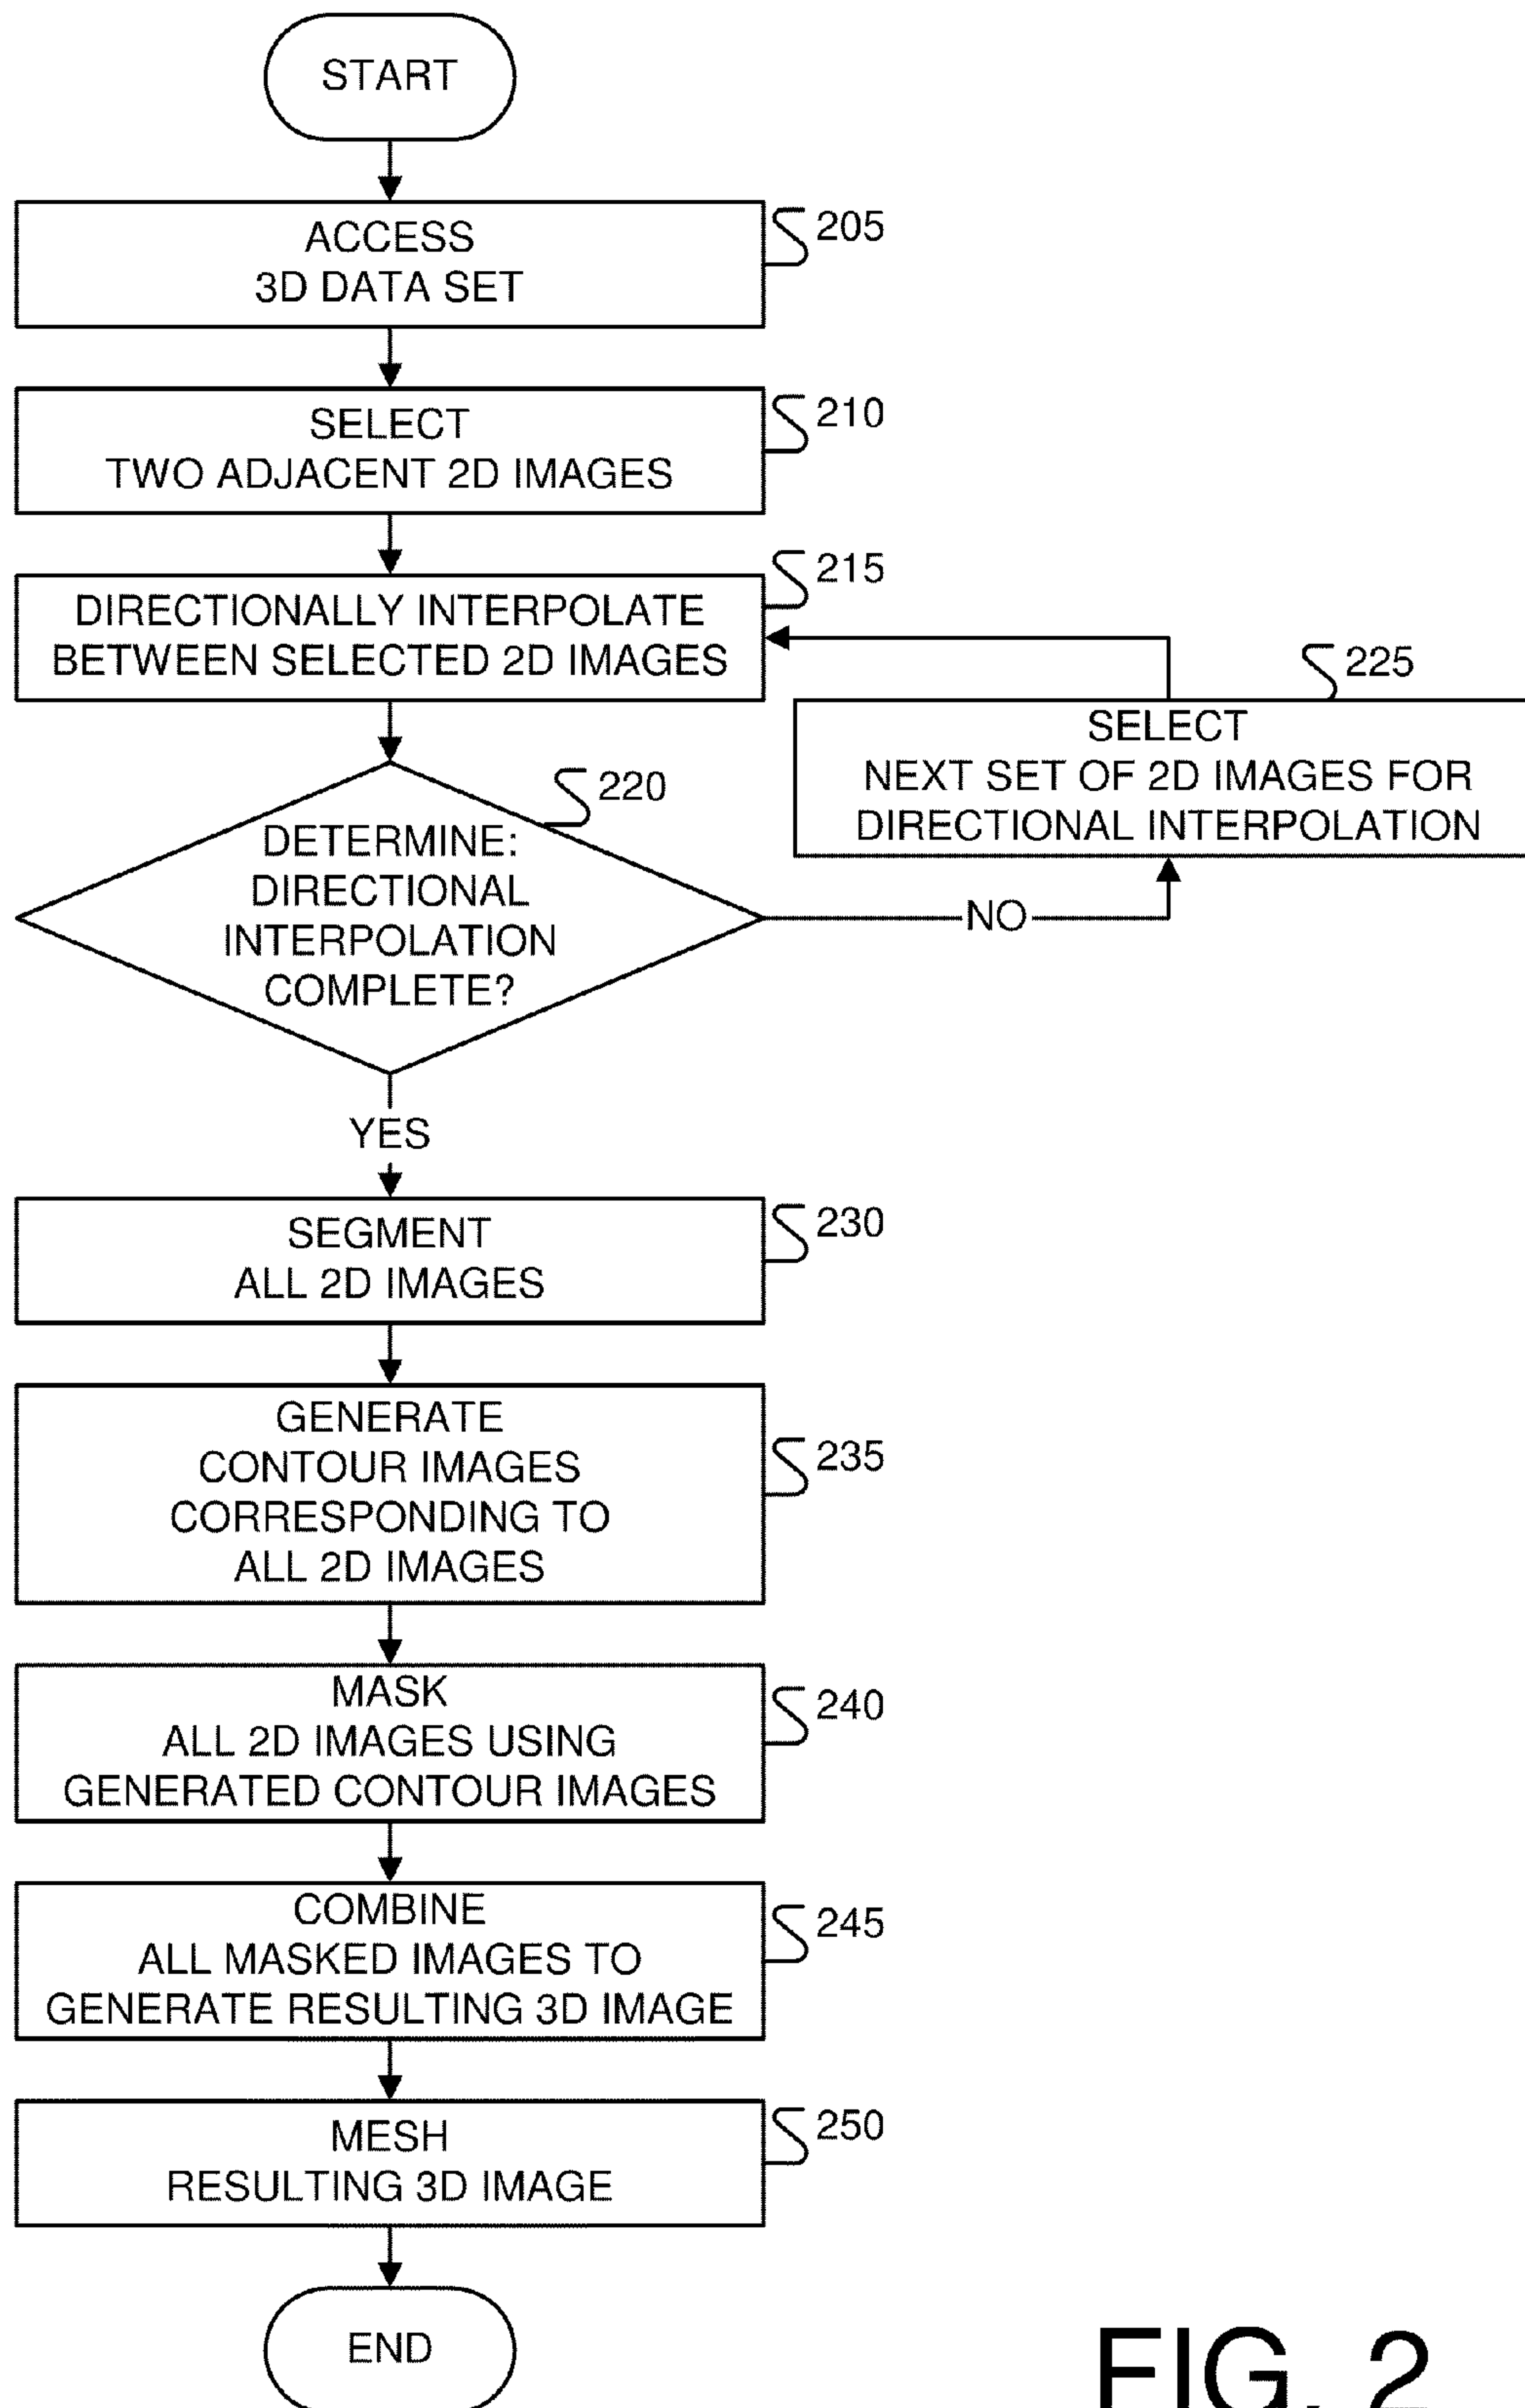 START
ACCESS
3D DATA SET
205
SELECT
TWO ADJACENT 2D IMAGES
210
DIRECTIONALLY INTERPOLATE
BETWEEN SELECTED 2D IMAGES
215
SELECT
NEXT SET OF 2D IMAGES FOR
DIRECTIONAL INTERPOLATION
225
DETERMINE:
DIRECTIONAL
INTERPOLATION
COMPLETE?
220
NO
YES
SEGMENT
ALL 2D IMAGES
230
GENERATE
CONTOUR IMAGES
CORRESPONDING TO
ALL 2D IMAGES
235
MASK
ALL 2D IMAGES USING
GENERATED CONTOUR IMAGES
240
COMBINE
ALL MASKED IMAGES TO
GENERATE RESULTING 3D IMAGE
245
MESH
RESULTING 3D IMAGE
250
END
FIG. 2